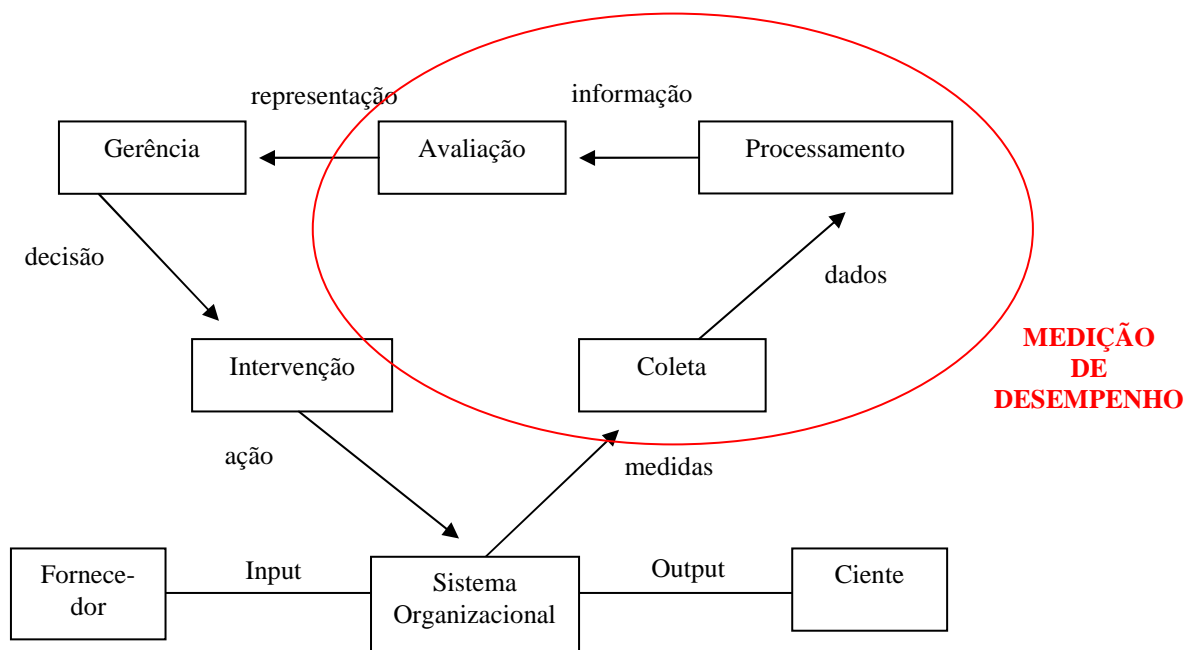 representação
informação
Gerência
Avaliação
Processamento
decisão
dados
Intervenção
Coleta
MEDIÇÃO
DE
DESEMPENHO
ação
medidas
Fornece-
dor
Input
Sistema
Organizacional
Output
Ciente